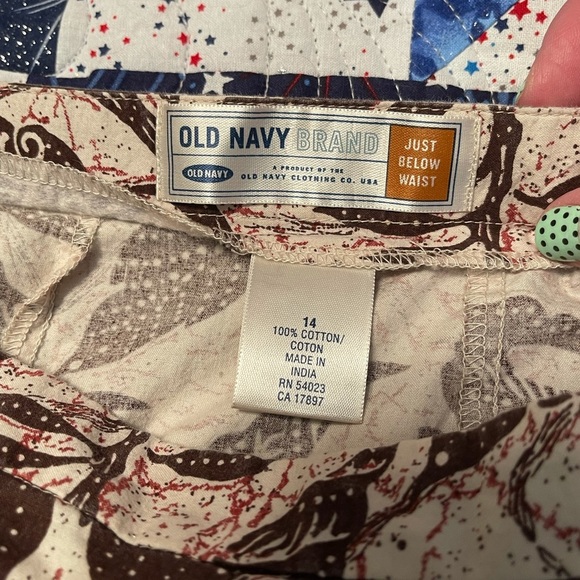 OLD NAVY BRAND
OLD NAVY
A PRODUCT OF THE
OLD NAVY CLOTHING CO. USA
JUST
BELOW
WAIST
14
100% COTTON/
COTON
MADE IN
INDIA
RN 54023
CA 17897